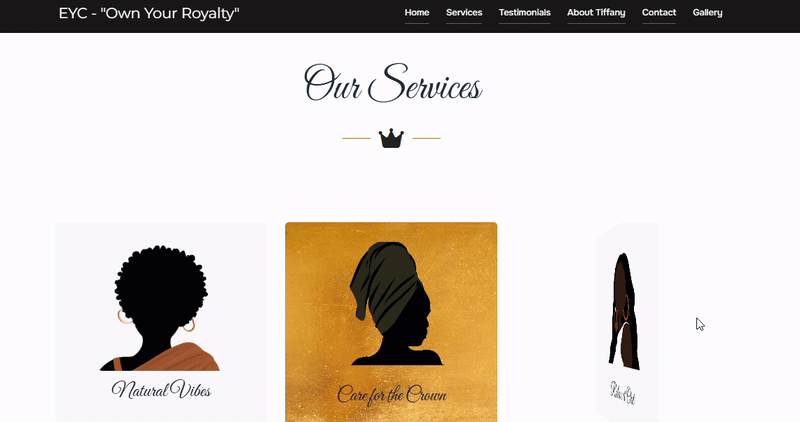 EYC - "Own Your Royalty"
Home Services Testimonials About Tiffany Contact Gallery
Our Services
Natural Vibes
Care for the Crown